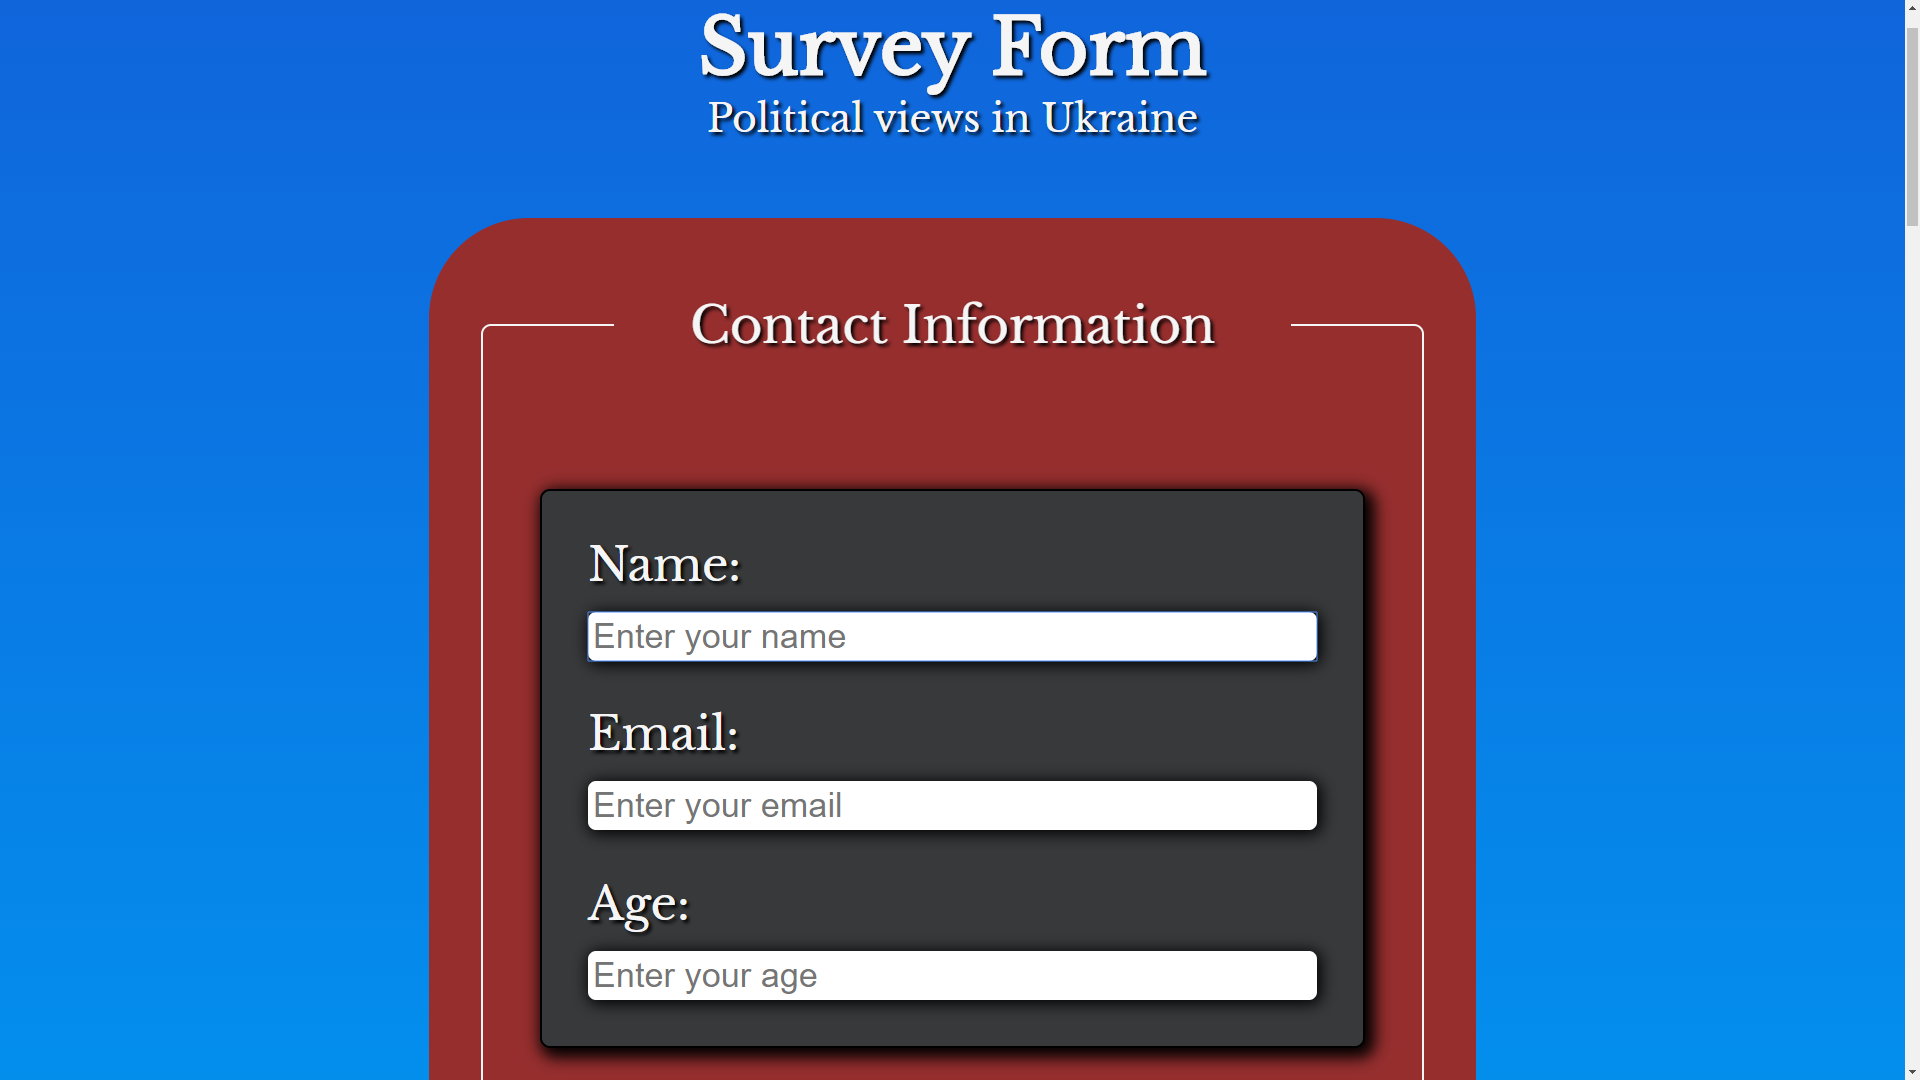 Survey Form
Political views in Ukraine
Contact Information
Name:
Enter your name
Email:
Enter your email
Age:
Enter your age